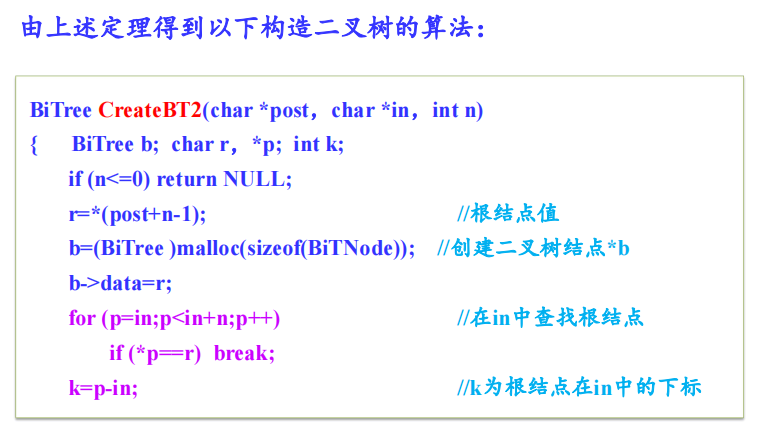 由上述定理得到以下构造二叉树的算法：
BiTree CreateBT2(char *post，char *in，int n)
{ BiTree b; char r，*p; int k;
if (n<=0) return NULL;
r=*(post+n-1); //根结点值
b=(BiTree )malloc(sizeof(BiTNode)); //创建二叉树结点*b
b->data=r;
for (p=in;p<in+n;p++) //在in中查找根结点
if (*p==r) break;
k=p-in; //k为根结点在in中的下标